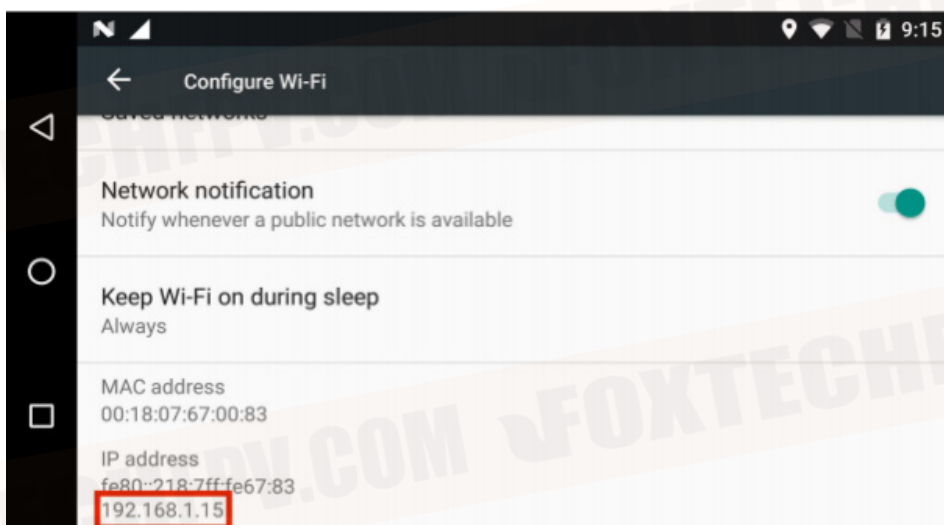 9:15
Configure Wi-Fi
Saved networks
Network notification
Notify whenever a public network is available
Keep Wi-Fi on during sleep
Always
MAC address
00:18:07:67:00:83
IP address
fe80::218:7ff:fe67:83
192.168.1.15
FOXTECHFPV.COM